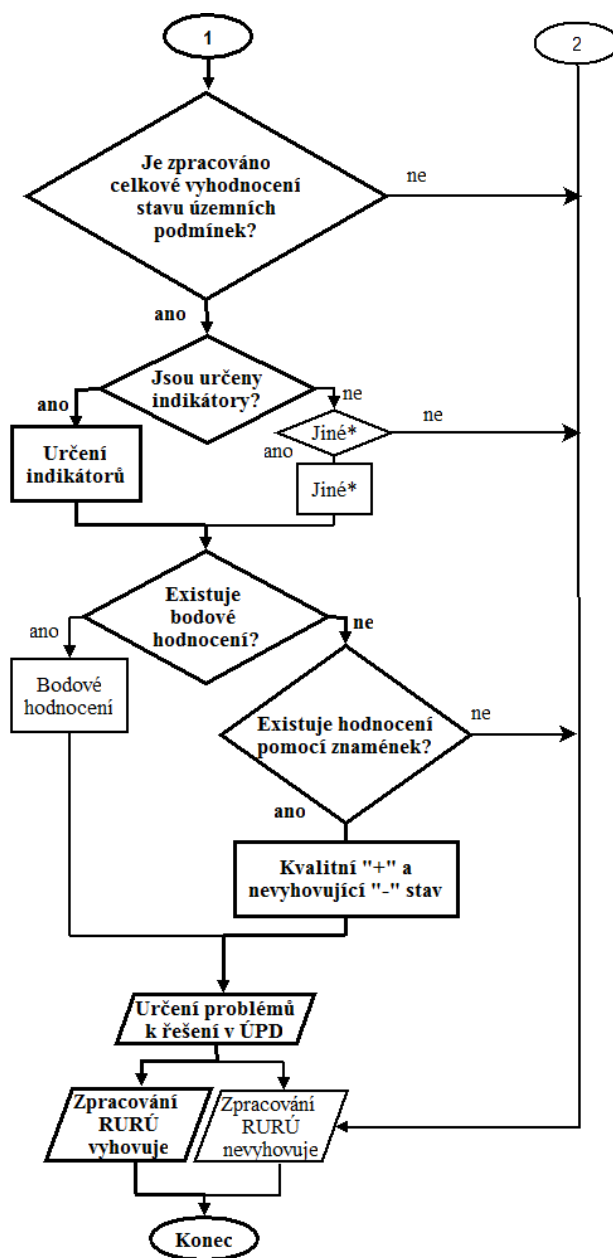 1
2
Je zpracováno
celkové vyhodnocení
stavu územních
podmínek?
ne
ano
Jsou určeny
indikátory?
ano
ne
Určení
indikátorů
Jiné*
ne
ano
Jiné*
Existuje
bodové
hodnocení?
ano
ne
Bodové
hodnocení
Existuje hodnocení
pomocí znamének?
ne
ano
Kvalitní "+" a
nevyhovující "-" stav
Určení problémů
k řešení v ÚPD
Zpracování
RURÚ
vyhovuje
Zpracování
RURÚ
nevyhovuje
Konec